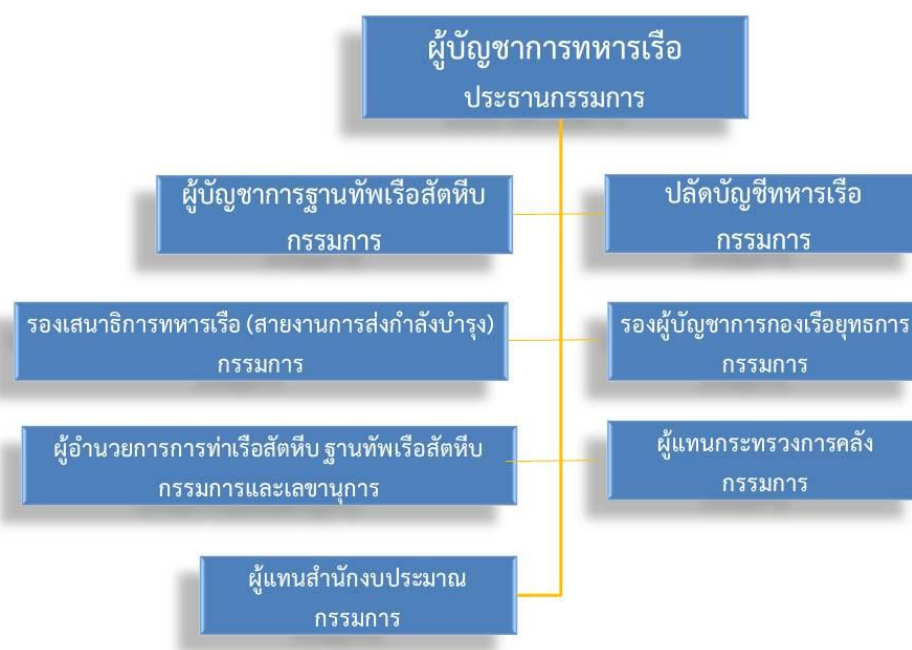 ผู้บัญชาการทหารเรือ
ประธานกรรมการ
ผู้บัญชาการฐานทัพเรือสัตหีบ
กรรมการ
ปลัดบัญชีทหารเรือ
กรรมการ
รองเสนาธิการทหารเรือ (สายงานการส่งกำลังบำรุง)
กรรมการ
รองผู้บัญชาการกองเรือยุทธการ
กรรมการ
ผู้อำนวยการการท่าเรือสัตหีบ ฐานทัพเรือสัตหีบ
กรรมการและเลขานุการ
ผู้แทนกระทรวงการคลัง
กรรมการ
ผู้แทนสำนักงบประมาณ
กรรมการ